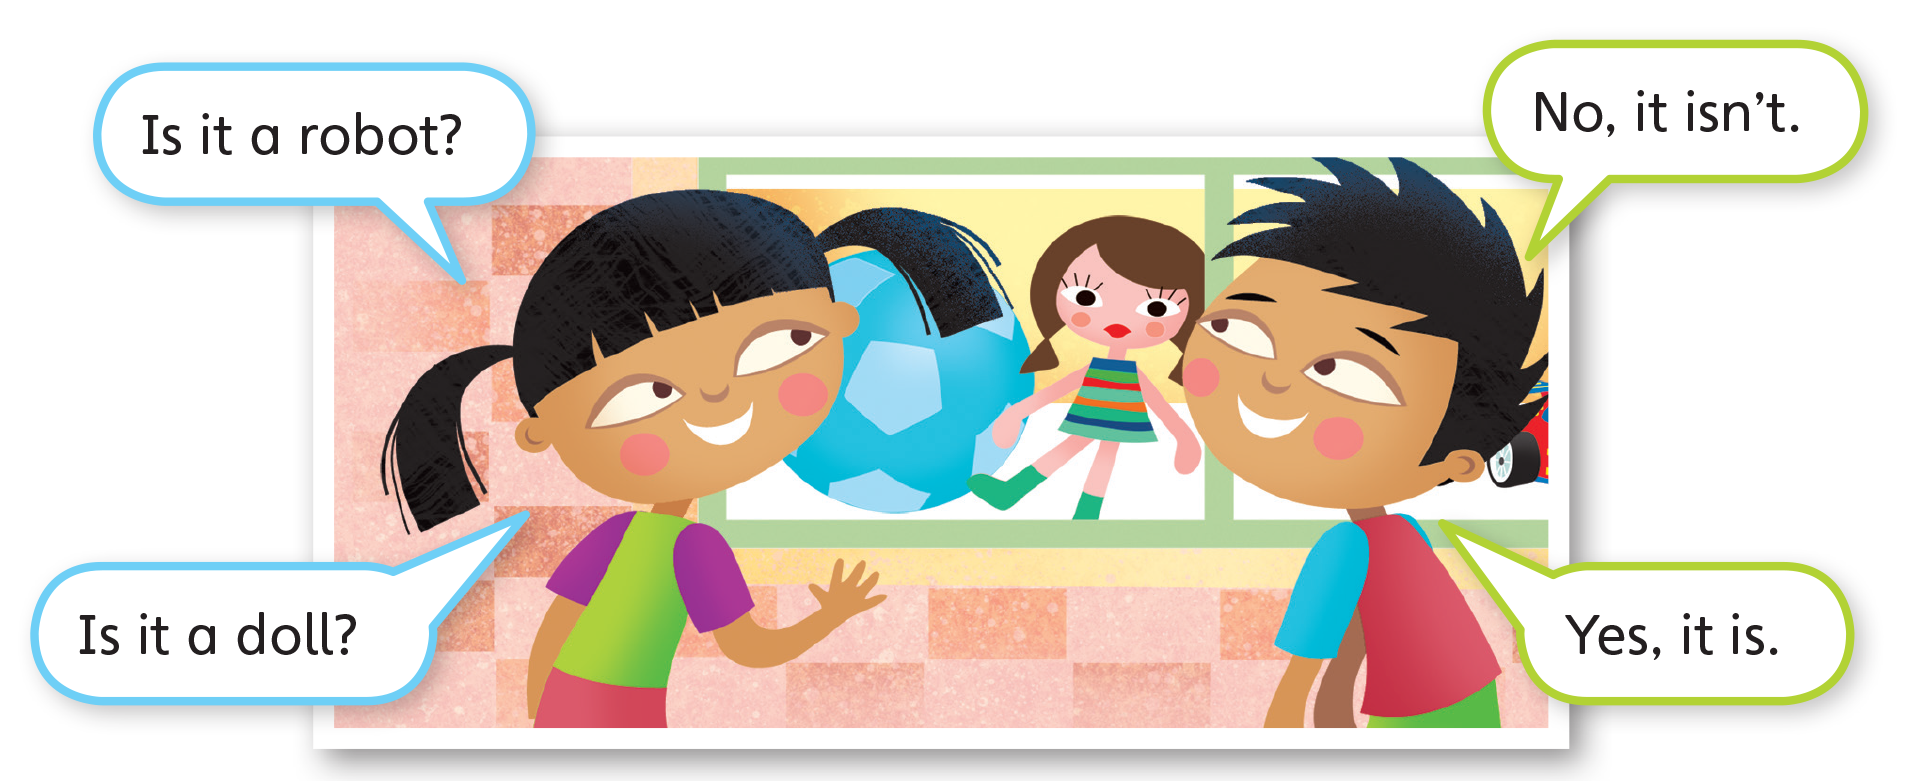 Is it a robot?
No, it isn’t.
Is it a doll?
Yes, it is.